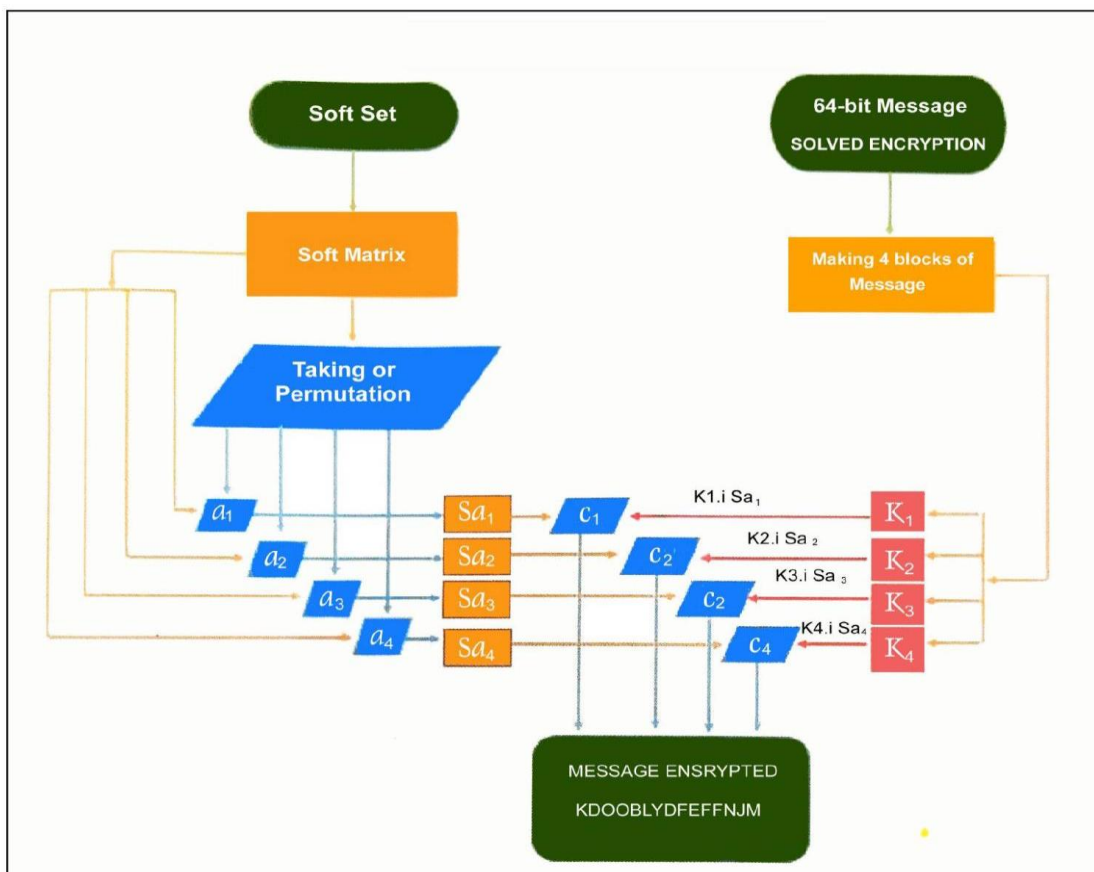 Soft Set
64-bit Message
SOLVED ENCRYPTION
Soft Matrix
Making 4 blocks of
Message
Taking or
Permutation
a₁
Sa₁
c₁
K1.i Sa₁
K₁
a₂
Sa₂
c₂
K2.i Sa₂
K₂
a₃
Sa₃
c₂
K3.i Sa₃
K₃
a₄
Sa₄
c₄
K4.i Sa₄
K₄
MESSAGE ENSRYPTED
KDOOBLYDFEFFNJM